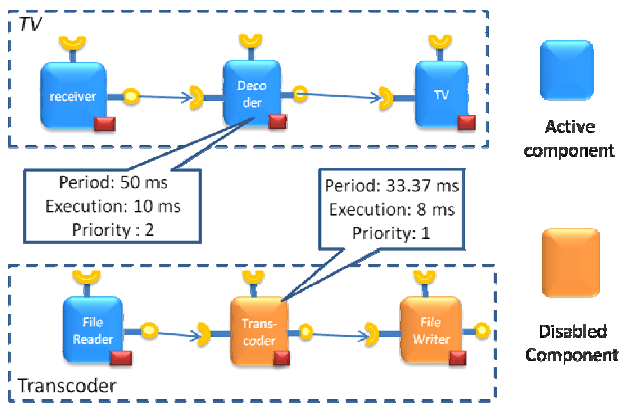 TV
receiver
Deco
der
TV
Active
component
Period: 50 ms
Execution: 10 ms
Priority : 2
Period: 33.37 ms
Execution: 8 ms
Priority: 1
File
Reader
Trans-
coder
File
Writer
Disabled
Component
Transcoder